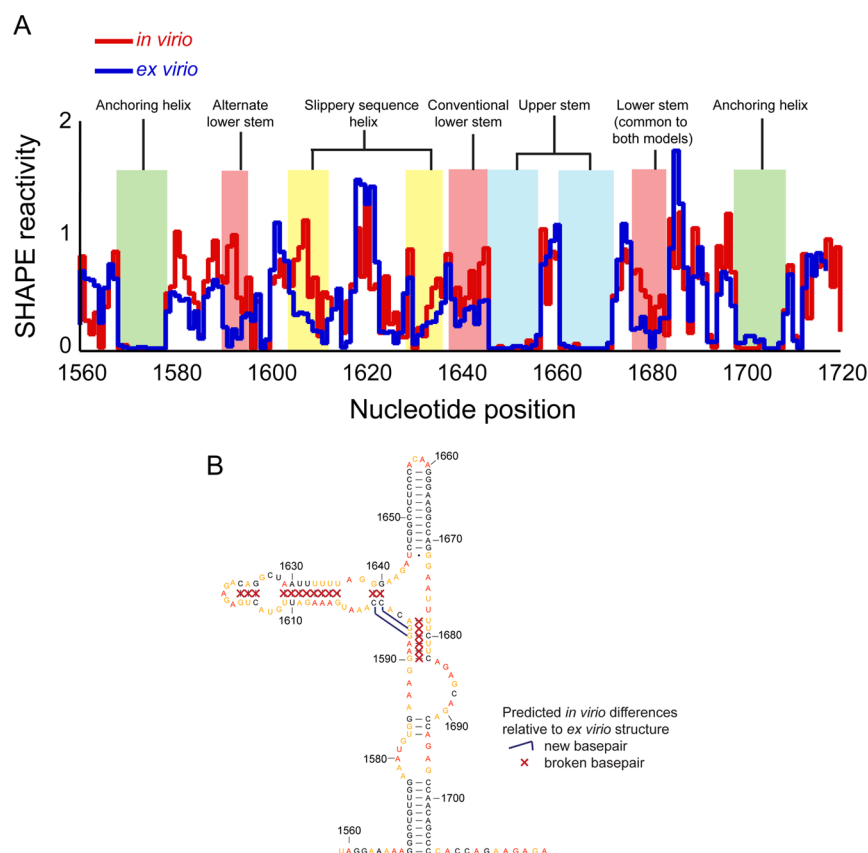 A
in virio
ex virio
Anchoring helix
Alternate
lower stem
Slippery sequence
helix
Conventional
lower stem
Upper stem
Lower stem
(common to
both models)
Anchoring helix
SHAPE reactivity
2
1
0
1560 1580 1600 1620 1640 1660 1680 1700 1720
Nucleotide position
B
1660
1650
1670
1630
1640
1610
1680
1590
1690
1580
1700
1560
UAGGAAAAAG
CACCAGAAGAGA
Predicted in virio differences
relative to ex virio structure
new basepair
broken basepair